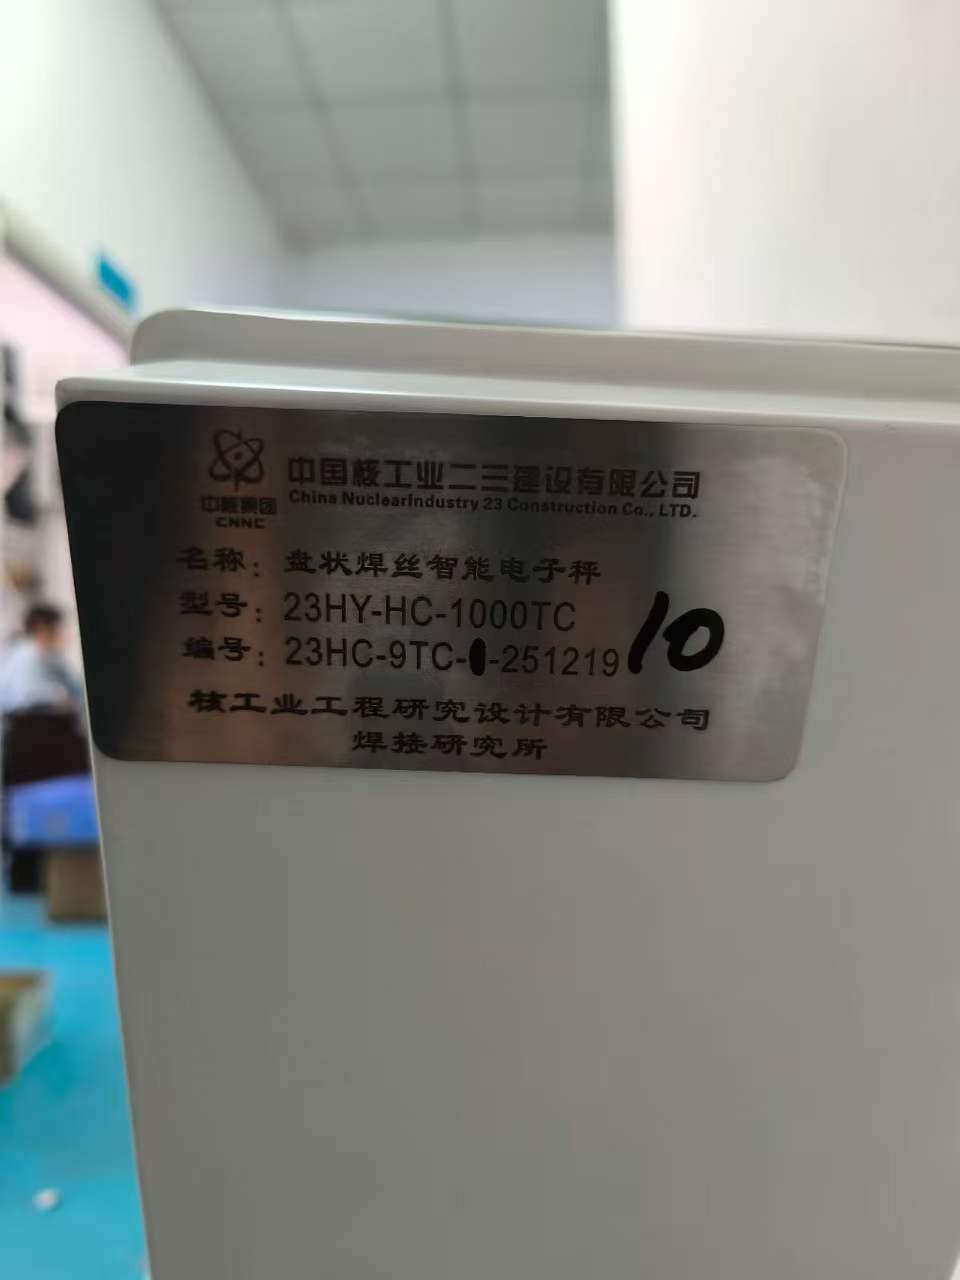 中国核工业二三建设有限公司
China NuclearIndustry 23 Construction Co., LTD.
中核集团
CNNC
名称：盘状焊丝智能电子秤
型号：23HY-HC-1000TC
编号：23HC-9TC-1-251219
10
核工业工程研究设计有限公司
焊接研究所